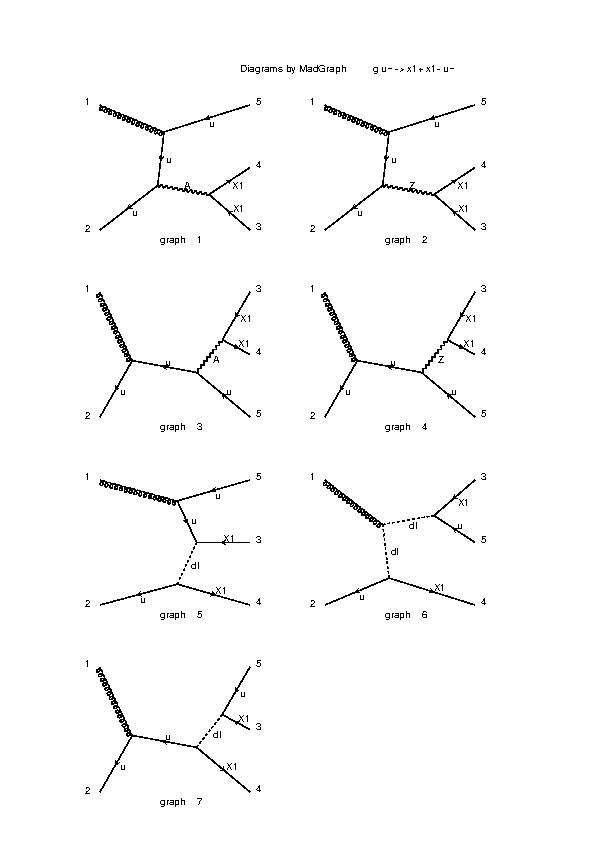 Diagrams by MadGraph g u~ -> x1+ x1- u~
1 5 1 5
u u
u u
4 4
A X1 Z X1
X1 X1
u u
2 3 2 3
graph 1 graph 2
1 3 1 3
X1 X1
X1 X1
A 4 Z 4
u u
u u u u
2 5 2 5
graph 3 graph 4
1 5 1 3
u X1
u dl u
X1 3 5
dl dl
X1 X1
u u
2 4 2 4
graph 5 graph 6
1 5
u
X1 3
u dl
u X1
2 4
graph 7